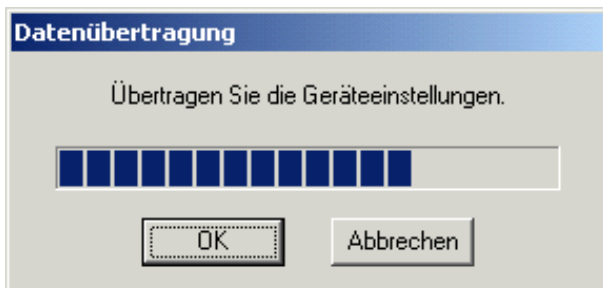 Datenübertragung
Übertragen Sie die Geräteeinstellungen.
OK
Abbrechen